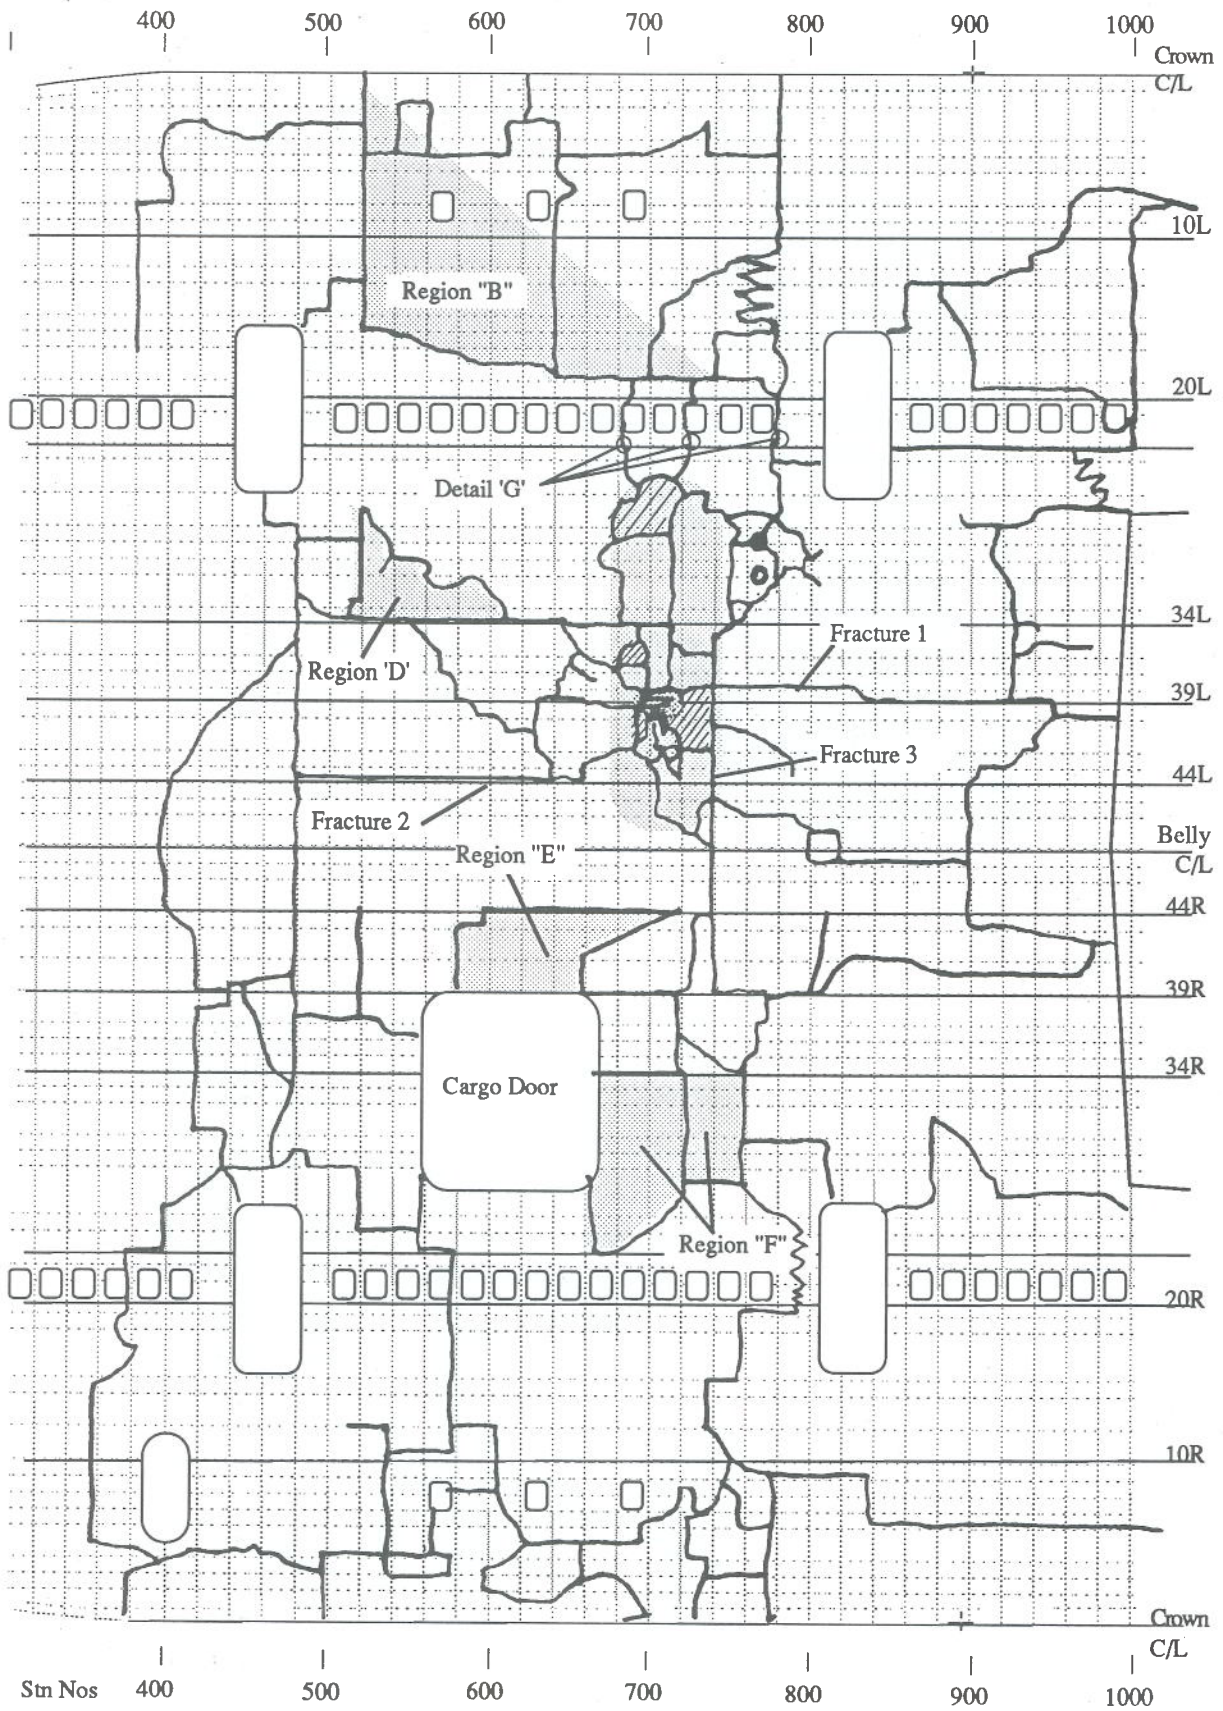 400 500 600 700 800 900 1000
Crown
C/L
10L
Region "B"
20L
Detail 'G'
34L
Fracture 1
Region 'D'
39L
Fracture 3
44L
Fracture 2
Belly
C/L
Region "E"
44R
39R
34R
Cargo Door
Region "F"
20R
10R
Crown
C/L
Stn Nos 400 500 600 700 800 900 1000